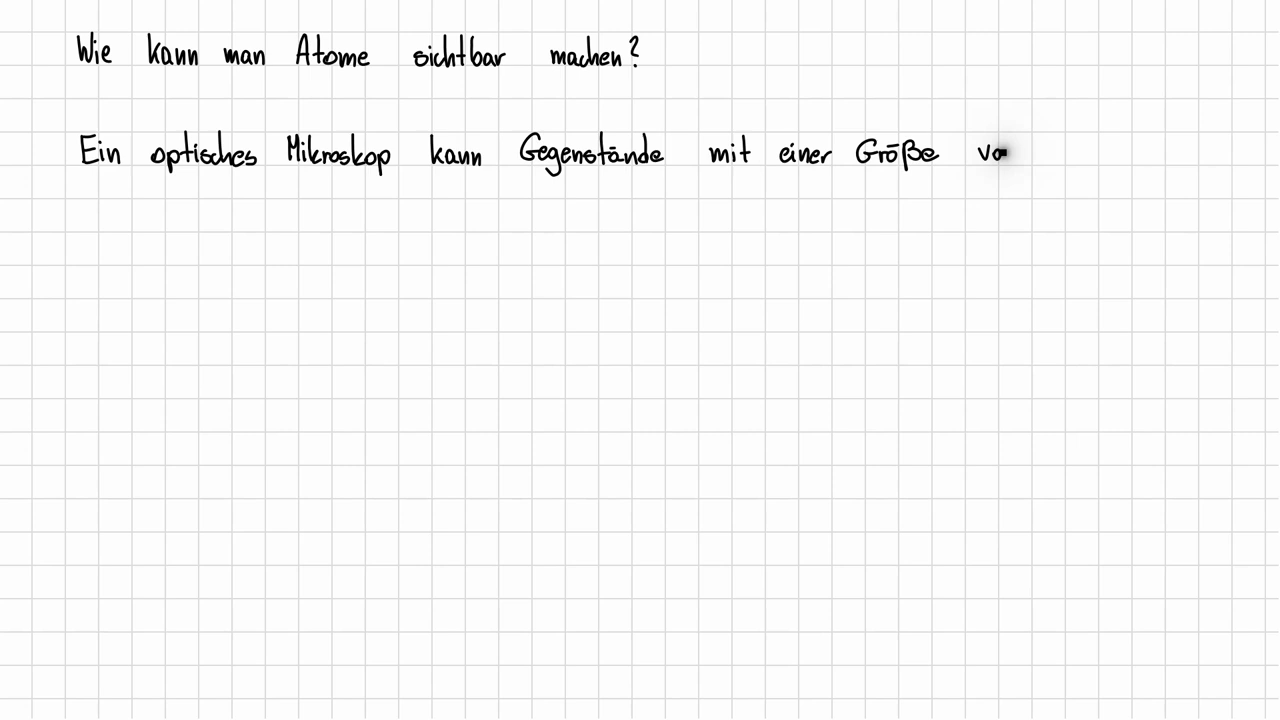 Wie kann man Atome sichtbar machen?
Ein optisches Mikroskop kann Gegenstände mit einer Größe